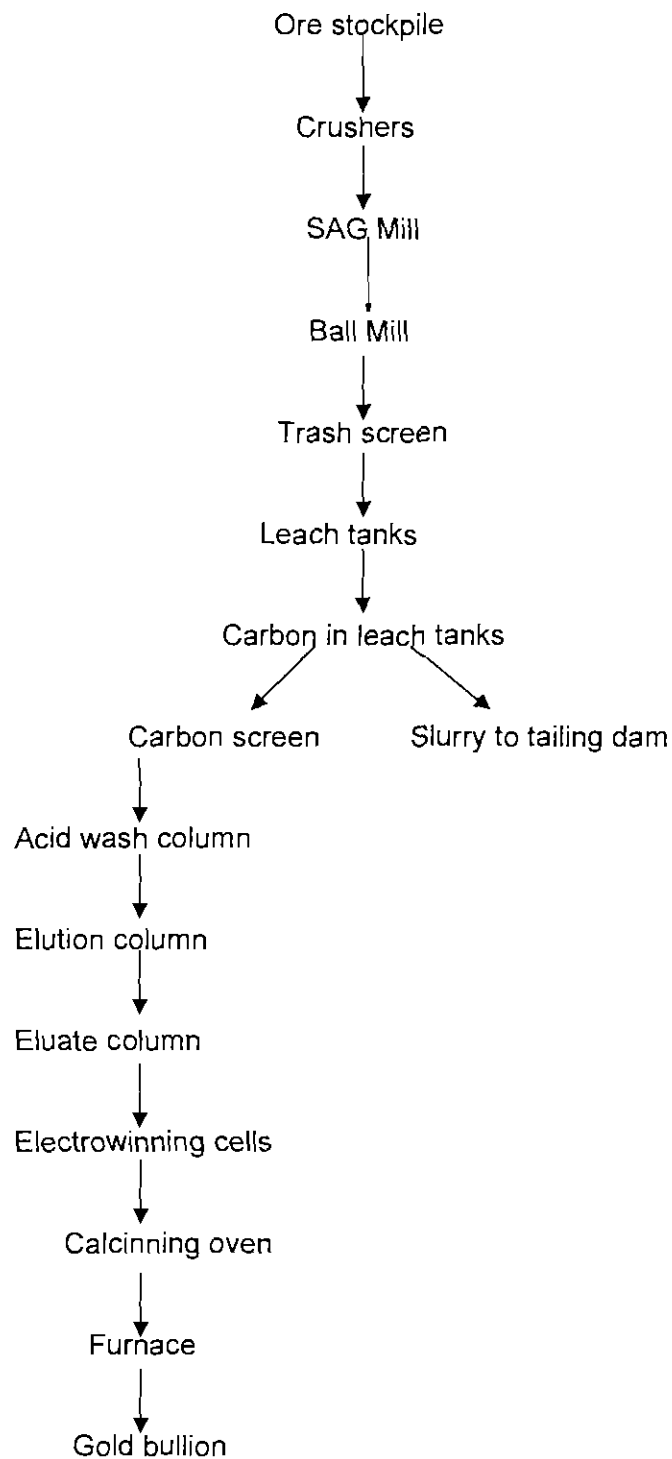 Ore stockpile
Crushers
SAG Mill
Ball Mill
Trash screen
Leach tanks
Carbon in leach tanks
Carbon screen
Slurry to tailing dam
Acid wash column
Elution column
Eluate column
Electrowinning cells
Calcinning oven
Furnace
Gold bullion